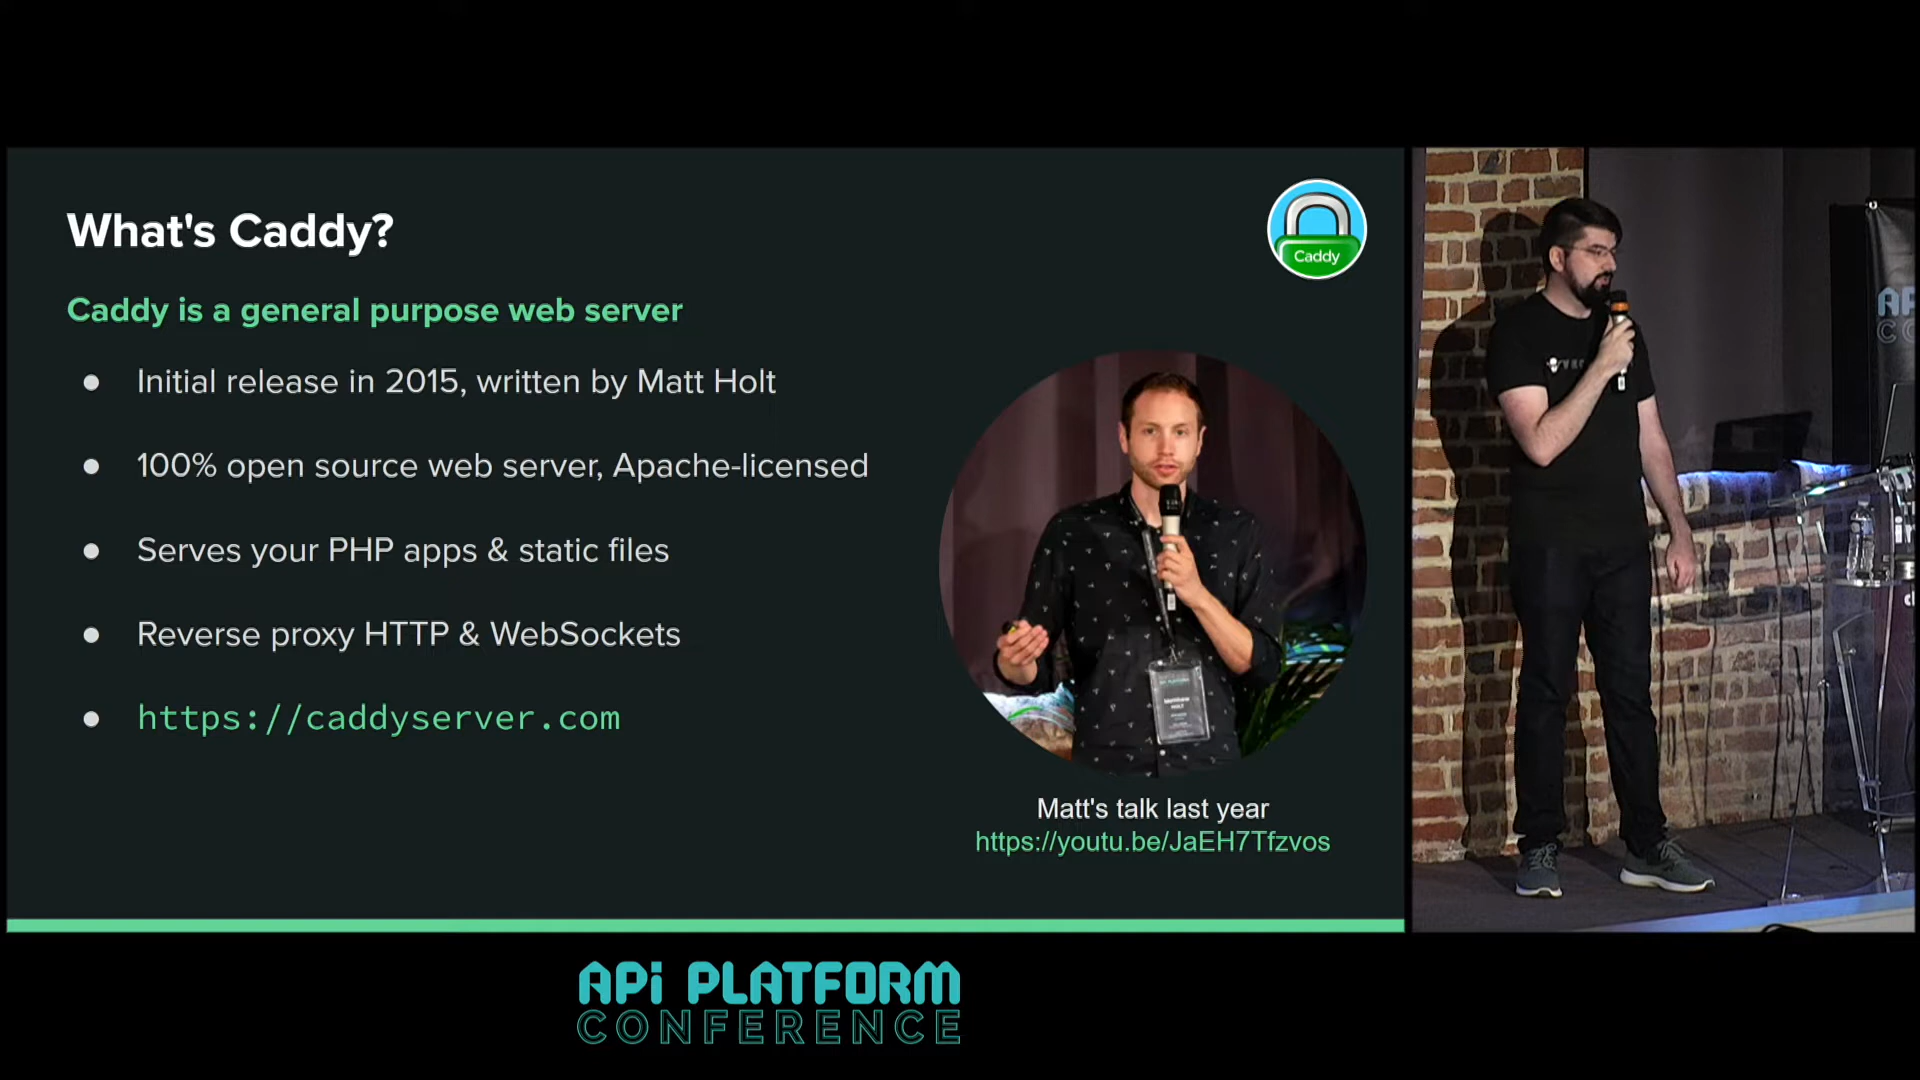 What's Caddy?
Caddy
Caddy is a general purpose web server
● Initial release in 2015, written by Matt Holt
● 100% open source web server, Apache-licensed
● Serves your PHP apps & static files
● Reverse proxy HTTP & WebSockets
● https://caddyserver.com
HOLT
Matt's talk last year
https://youtu.be/JaEH7Tfzvos
API PLATFORM
CONFERENCE